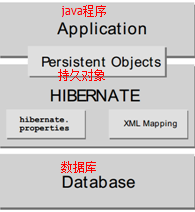 java程序
Application
Persistent Objects
持久对象
HIBERNATE
hibernate.
properties
XML Mapping
数据库
Database